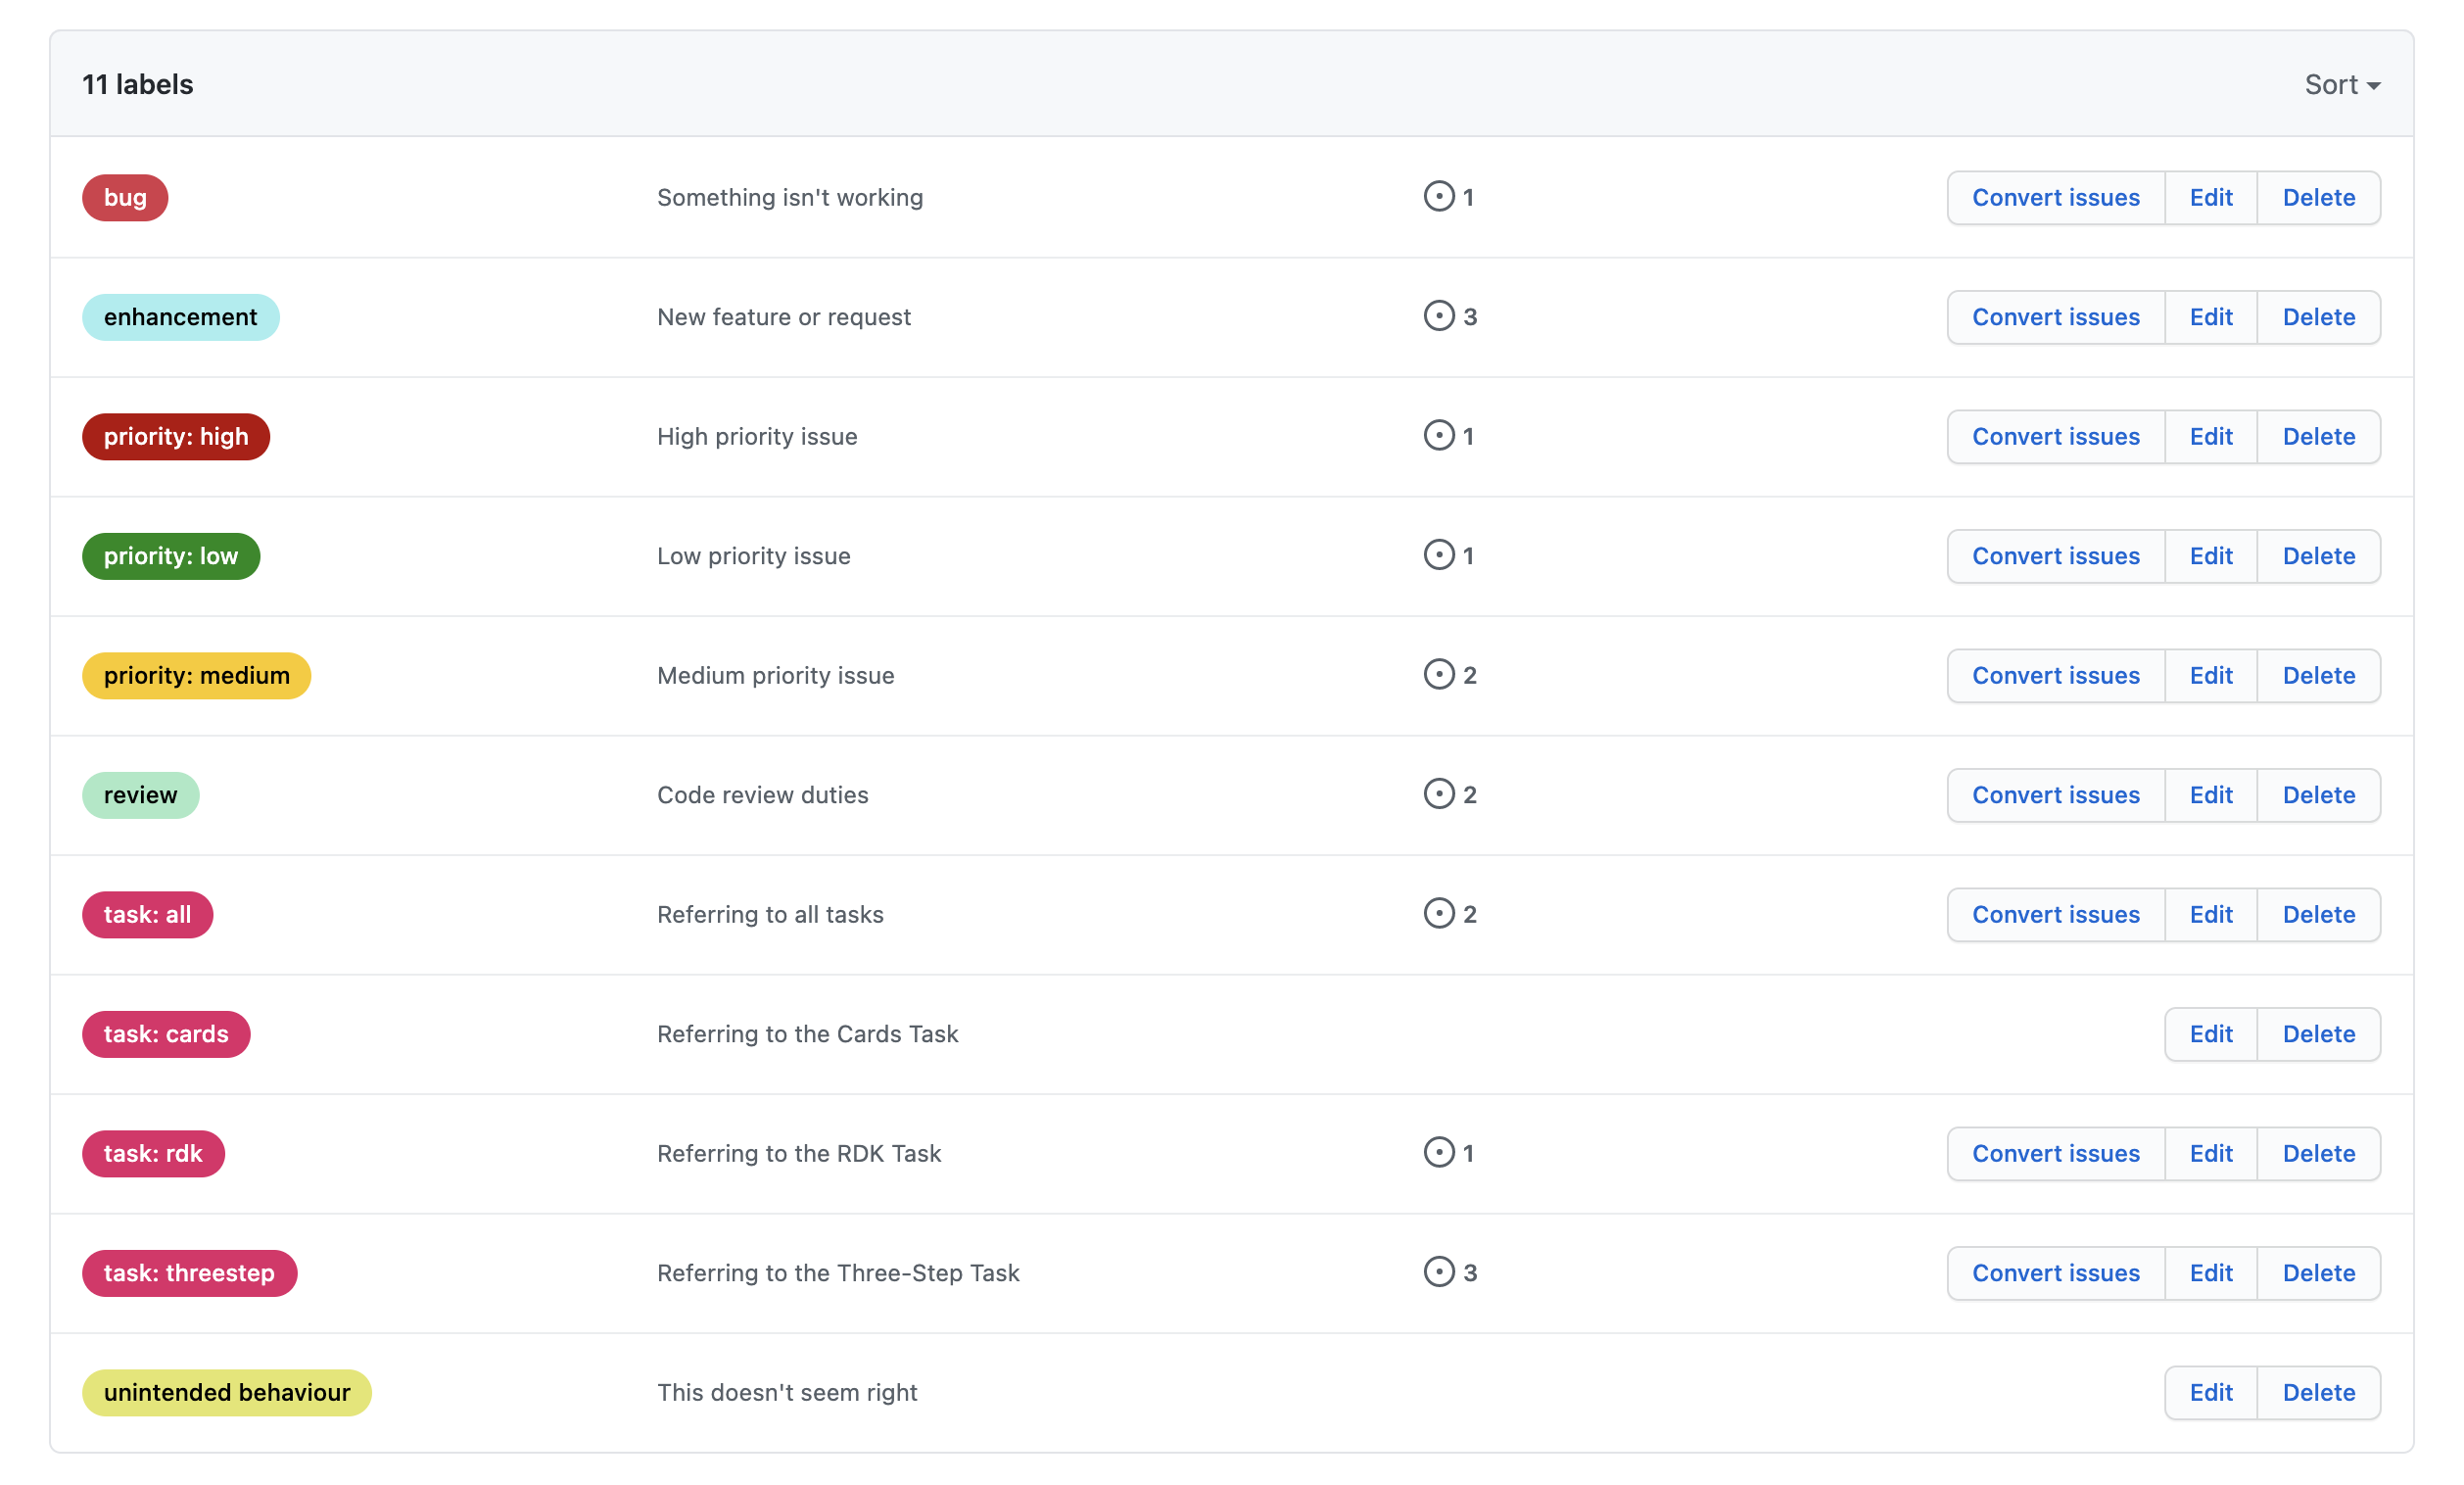 11 labels Sort
bug Something isn't working 1 Convert issues Edit Delete
enhancement New feature or request 3 Convert issues Edit Delete
priority: high High priority issue 1 Convert issues Edit Delete
priority: low Low priority issue 1 Convert issues Edit Delete
priority: medium Medium priority issue 2 Convert issues Edit Delete
review Code review duties 2 Convert issues Edit Delete
task: all Referring to all tasks 2 Convert issues Edit Delete
task: cards Referring to the Cards Task Edit Delete
task: rdk Referring to the RDK Task 1 Convert issues Edit Delete
task: threestep Referring to the Three-Step Task 3 Convert issues Edit Delete
unintended behaviour This doesn't seem right Edit Delete